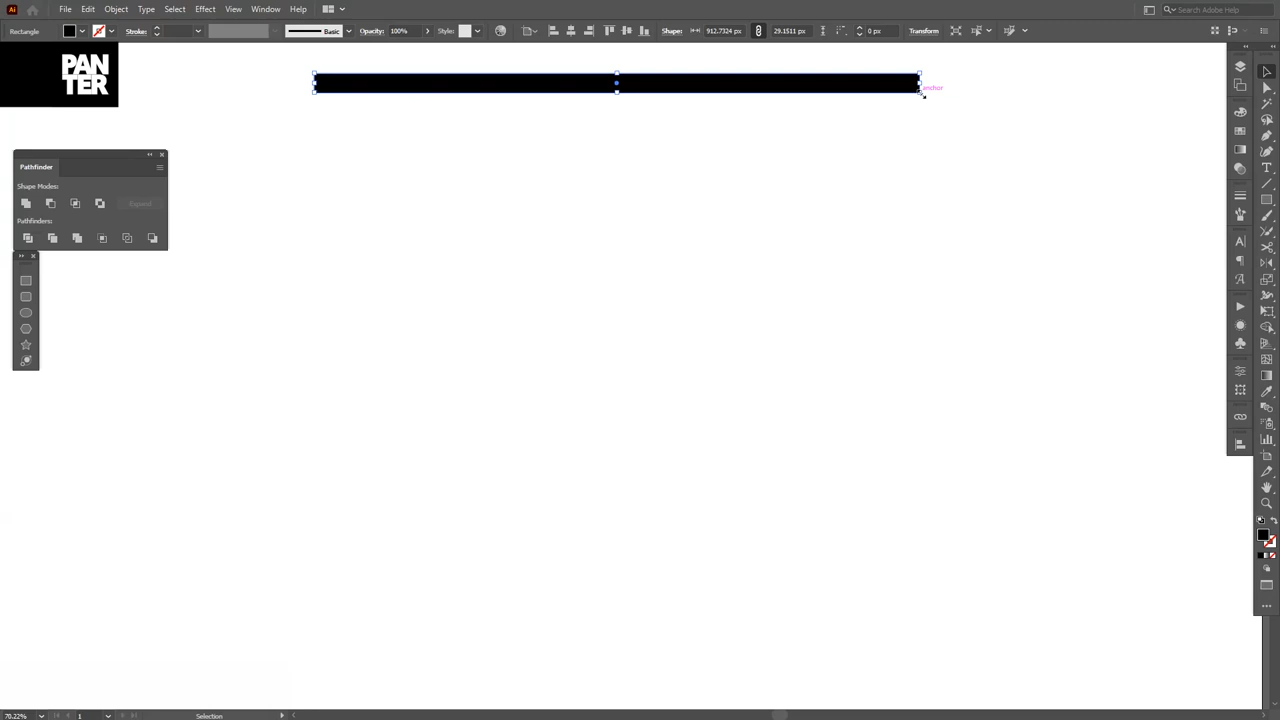 Ai File Edit Object Type Select Effect View Window Help Search Adobe Help
Rectangle Stroke: Basic Opacity: 100% Style: Shape: 912.7324 px 29.1511 px 0 px Transform
PAN
TER
anchor
Pathfinder
Shape Modes:
Expand
Pathfinders:
70.22% 1 Selection